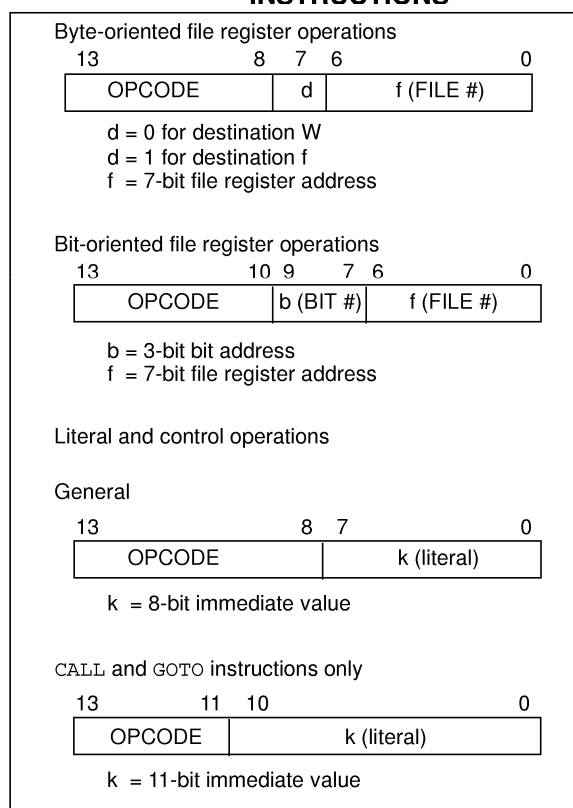 INSTRUCTIONS
Byte-oriented file register operations
13 8 7 6 0
OPCODE d f (FILE #)
d = 0 for destination W
d = 1 for destination f
f = 7-bit file register address
Bit-oriented file register operations
13 10 9 7 6 0
OPCODE b (BIT #) f (FILE #)
b = 3-bit bit address
f = 7-bit file register address
Literal and control operations
General
13 8 7 0
OPCODE k (literal)
k = 8-bit immediate value
CALL and GOTO instructions only
13 11 10 0
OPCODE k (literal)
k = 11-bit immediate value